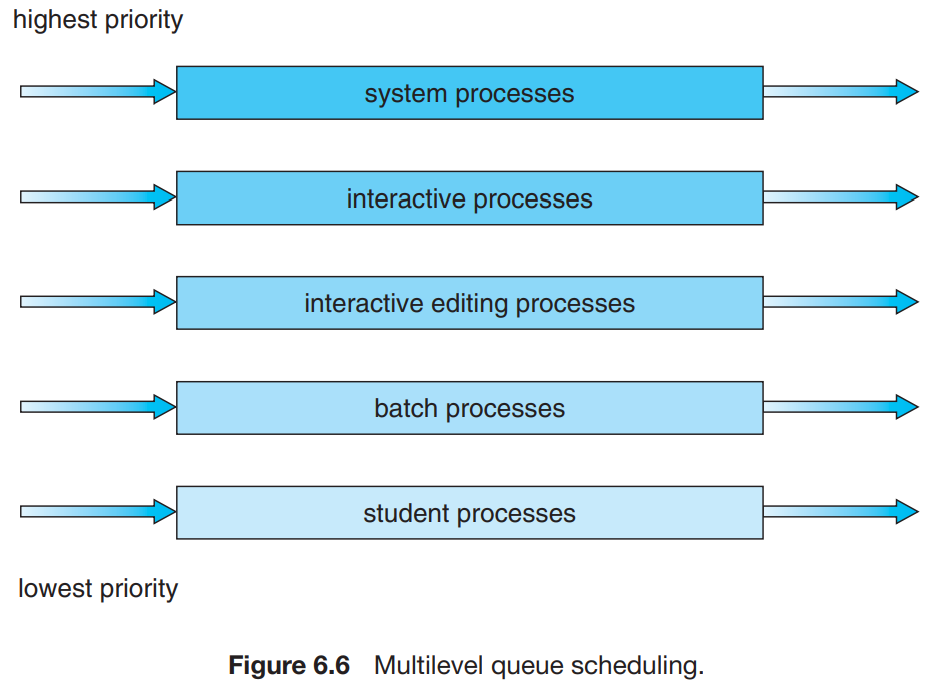 highest priority
system processes
interactive processes
interactive editing processes
batch processes
student processes
lowest priority
Figure 6.6 Multilevel queue scheduling.